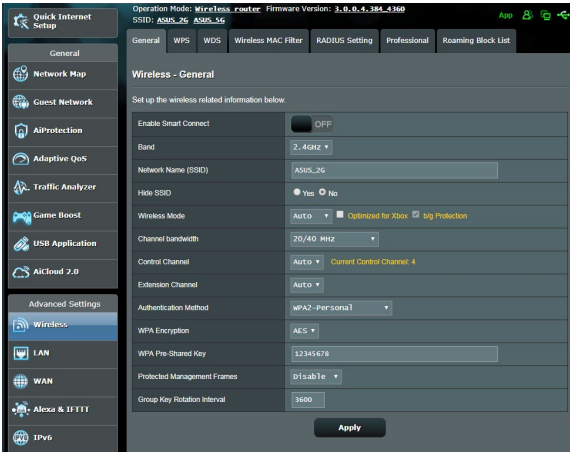 Quick Internet
Setup
Operation Mode: Wireless router Firmware Version: 3.0.0.4.384_4360
SSID: ASUS_2G ASUS_5G
App
General
WPS
WDS
Wireless MAC Filter
RADIUS Setting
Professional
Roaming Block List
General
Network Map
Guest Network
AiProtection
Adaptive QoS
Traffic Analyzer
Game Boost
USB Application
AiCloud 2.0
Advanced Settings
Wireless
LAN
WAN
Alexa & IFTTT
IPv6
Wireless - General
Set up the wireless related information below.
Enable Smart Connect OFF
Band 2.4GHz
Network Name (SSID) ASUS_2G
Hide SSID Yes No
Wireless Mode Auto Optimized for Xbox b/g Protection
Channel bandwidth 20/40 MHz
Control Channel Auto Current Control Channel: 4
Extension Channel Auto
Authentication Method WPA2-Personal
WPA Encryption AES
WPA Pre-Shared Key 12345678
Protected Management Frames Disable
Group Key Rotation Interval 3600
Apply